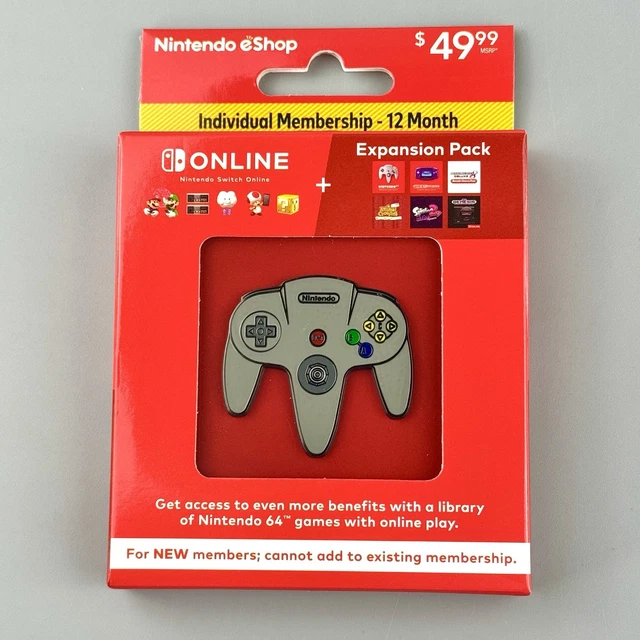 Nintendo eShop
$49.99
MSRP*
Individual Membership - 12 Month
ONLINE
Nintendo Switch Online
+
Expansion Pack
Nintendo
Get access to even more benefits with a library
of Nintendo 64™ games with online play.
For NEW members; cannot add to existing membership.